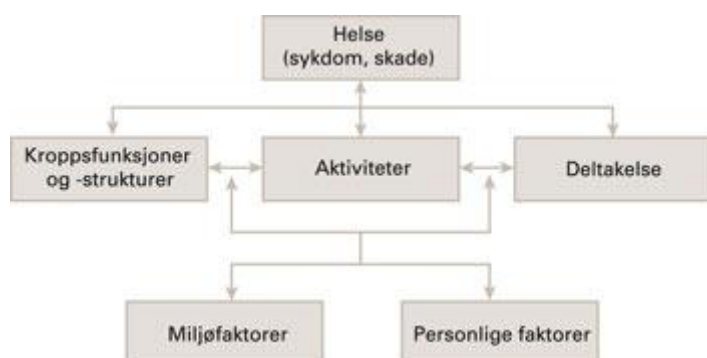 Helse
(sykdom, skade)
Kroppsfunksjoner
og -strukturer
Aktiviteter
Deltakelse
Miljøfaktorer
Personlige faktorer